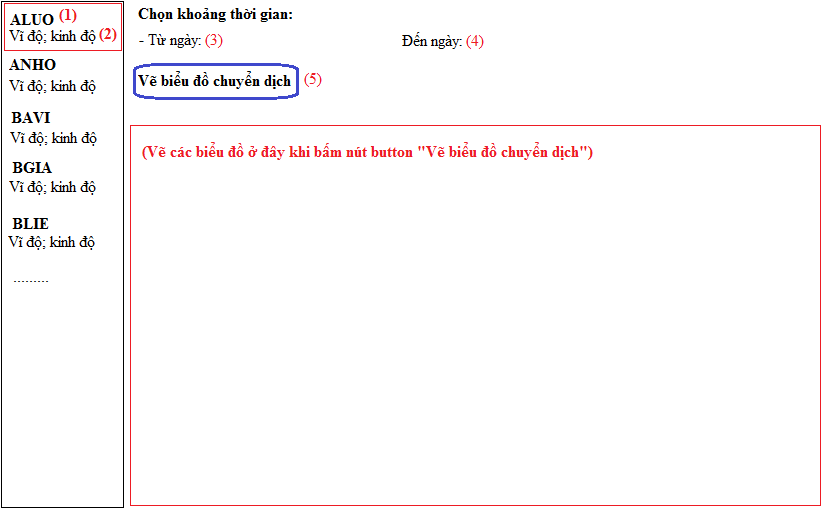 ALUO (1)
Vĩ độ; kinh độ (2)
ANHO
Vĩ độ; kinh độ
BAVI
Vĩ độ; kinh độ
BGIA
Vĩ độ; kinh độ
BLIE
Vĩ độ; kinh độ
.........
Chọn khoảng thời gian:
- Từ ngày: (3)
Đến ngày: (4)
Vẽ biểu đồ chuyển dịch (5)
(Vẽ các biểu đồ ở đây khi bấm nút button "Vẽ biểu đồ chuyển dịch")